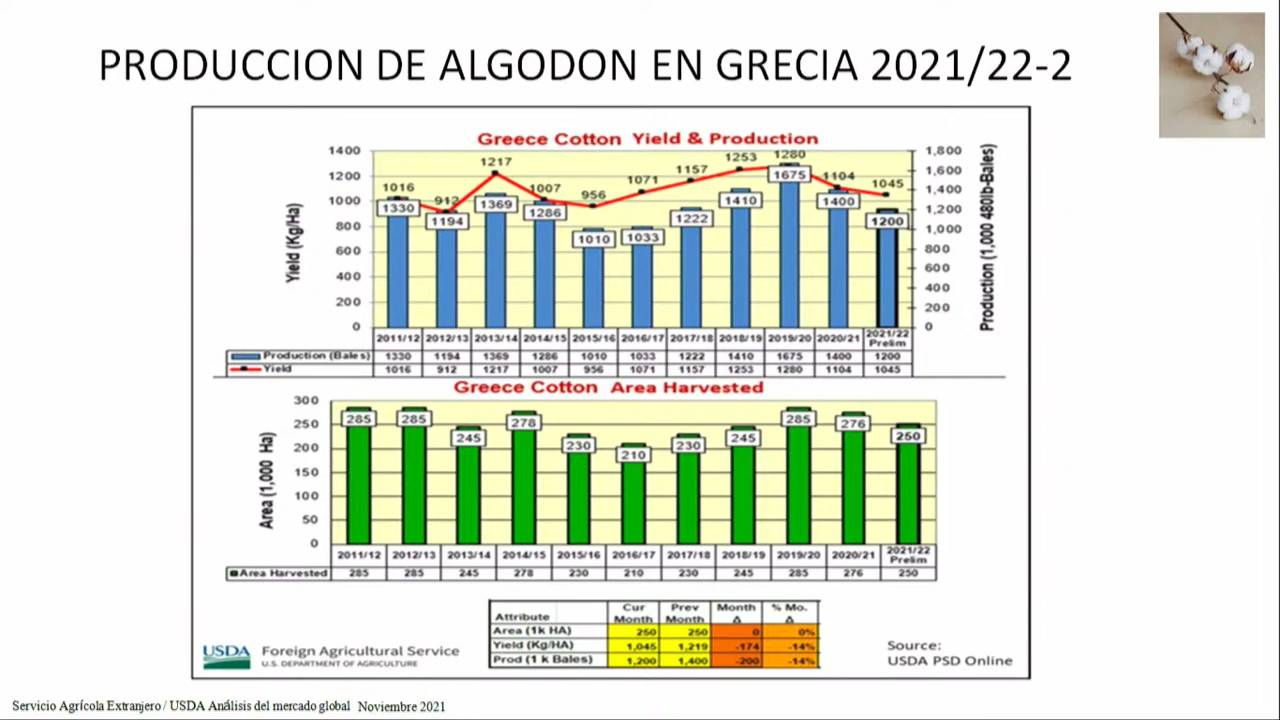 PRODUCCION DE ALGODON EN GRECIA 2021/22-2
Greece Cotton Yield & Production
Yield (Kg/Ha)
1400
1200
1000
800
600
400
200
0
1016 912 1217 1007 956 1071 1157 1253 1280 1104 1045
1330 1194 1369 1286 1010 1033 1222 1410 1675 1400 1200
1,800
1,600
1,400
1,200
1,000
800
600
400
200
0
Production (1,000 480lb-Bales)
2011/12 2012/13 2013/14 2014/15 2015/16 2016/17 2017/18 2018/19 2019/20 2020/21 2021/22 Prelim
Production (Bales) 1330 1194 1369 1286 1010 1033 1222 1410 1675 1400 1200
Yield 1016 912 1217 1007 956 1071 1157 1253 1280 1104 1045
Greece Cotton Area Harvested
Area (1,000 Ha)
300
250
200
150
100
50
0
285 285 245 278 230 210 230 245 285 276 250
2011/12 2012/13 2013/14 2014/15 2015/16 2016/17 2017/18 2018/19 2019/20 2020/21 2021/22 Prelim
Area Harvested 285 285 245 278 230 210 230 245 285 276 250
Attribute Cur Month Prev Month Month Δ % Mo. Δ
Area (1k HA) 250 250 0 0%
Yield (Kg/HA) 1,045 1,219 -174 -14%
Prod (1 k Bales) 1,200 1,400 -200 -14%
USDA Foreign Agricultural Service
U.S. DEPARTMENT OF AGRICULTURE
Source:
USDA PSD Online
Servicio Agrícola Extranjero / USDA Análisis del mercado global Noviembre 2021